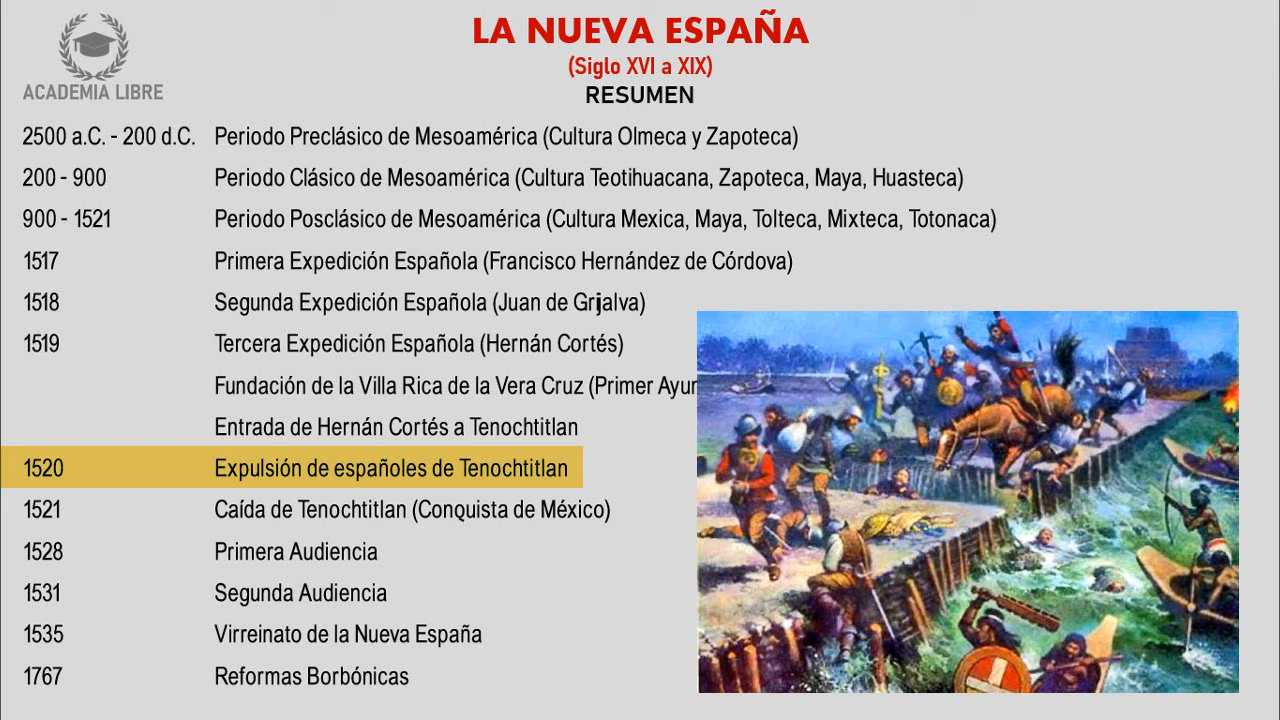 LA NUEVA ESPAÑA
(Siglo XVI a XIX)
RESUMEN
ACADEMIA LIBRE
2500 a.C. - 200 d.C. Periodo Preclásico de Mesoamérica (Cultura Olmeca y Zapoteca)
200 - 900 Periodo Clásico de Mesoamérica (Cultura Teotihuacana, Zapoteca, Maya, Huasteca)
900 - 1521 Periodo Posclásico de Mesoamérica (Cultura Mexica, Maya, Tolteca, Mixteca, Totonaca)
1517 Primera Expedición Española (Francisco Hernández de Córdova)
1518 Segunda Expedición Española (Juan de Grijalva)
1519 Tercera Expedición Española (Hernán Cortés)
Fundación de la Villa Rica de la Vera Cruz (Primer
Entrada de Hernán Cortés a Tenochtitlan
1520 Expulsión de españoles de Tenochtitlan
1521 Caída de Tenochtitlan (Conquista de México)
1528 Primera Audiencia
1531 Segunda Audiencia
1535 Virreinato de la Nueva España
1767 Reformas Borbónicas